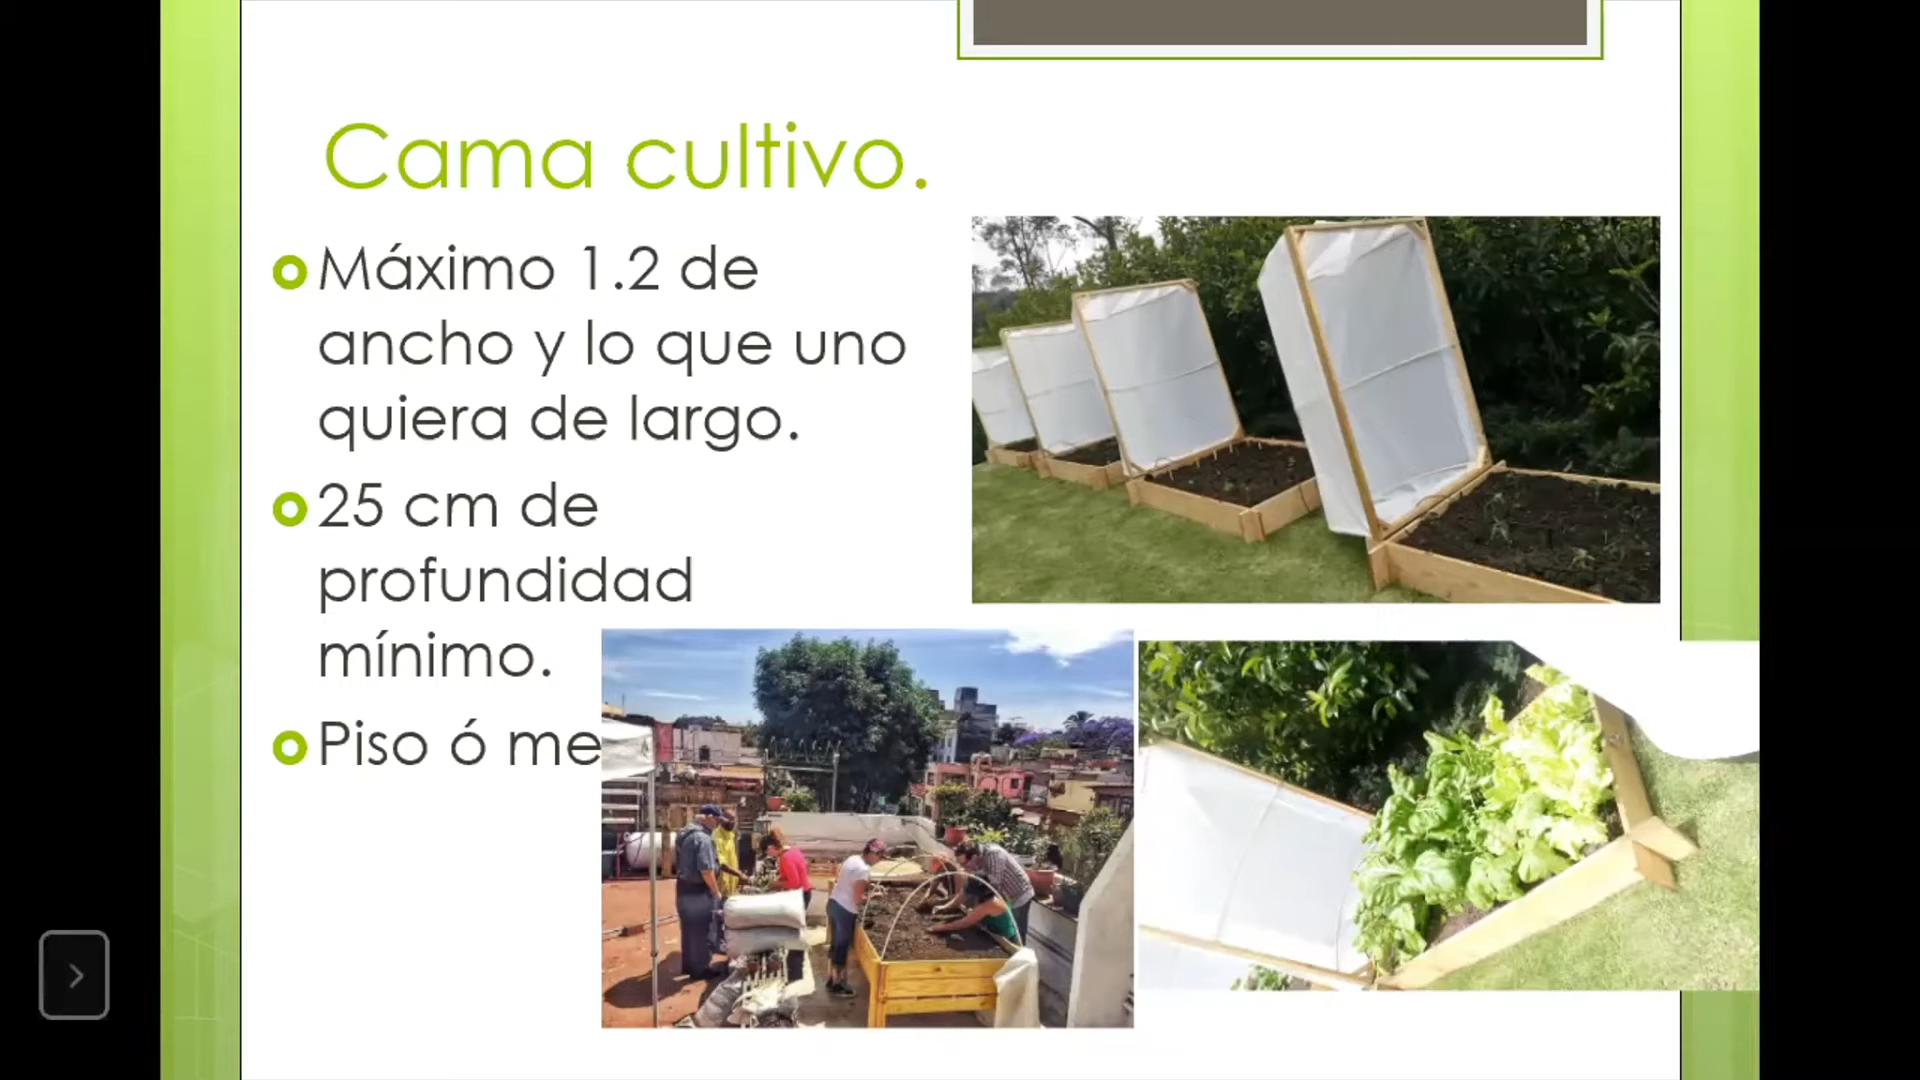 Cama cultivo.
Máximo 1.2 de
ancho y lo que uno
quiera de largo.
25 cm de
profundidad
mínimo.
Piso ó me